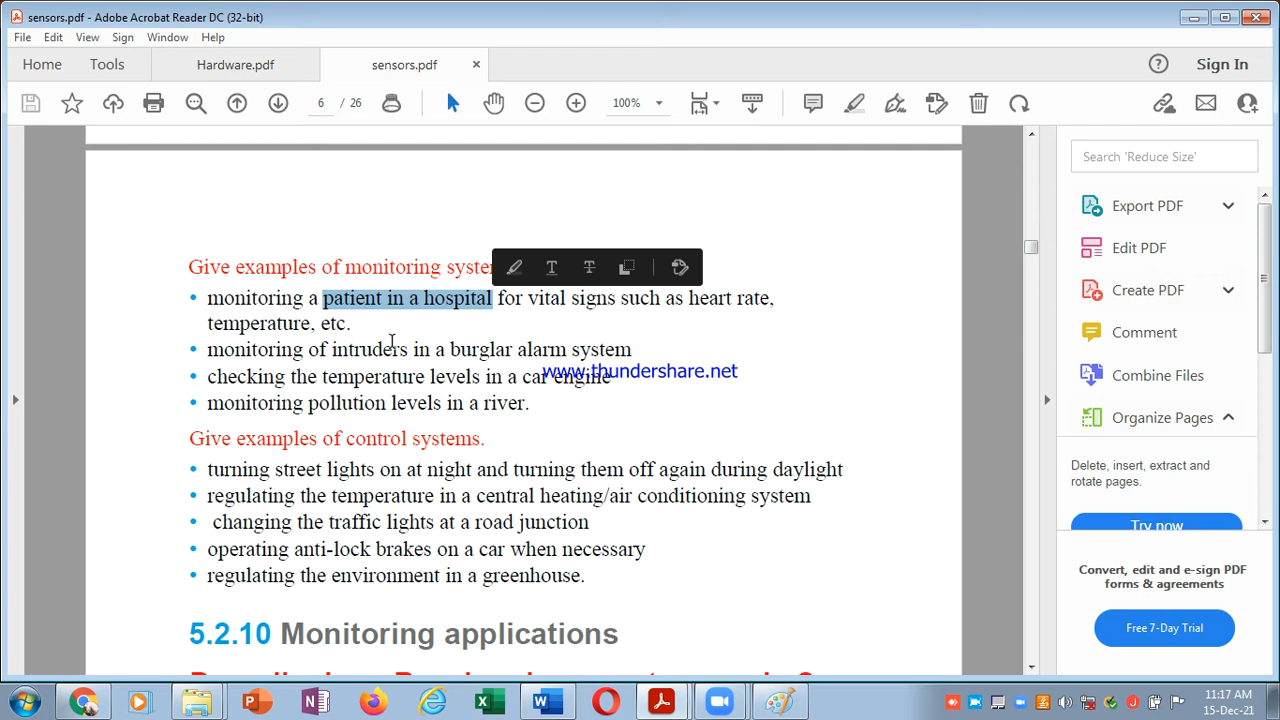 sensors.pdf - Adobe Acrobat Reader DC (32-bit)
File Edit View Sign Window Help
Home Tools Hardware.pdf sensors.pdf × Sign In
6 / 26 100%
Give examples of monitoring system
• monitoring a patient in a hospital for vital signs such as heart rate,
temperature, etc.
• monitoring of intruders in a burglar alarm system
www.thundershare.net
• checking the temperature levels in a car engine
• monitoring pollution levels in a river.
Give examples of control systems.
• turning street lights on at night and turning them off again during daylight
• regulating the temperature in a central heating/air conditioning system
• changing the traffic lights at a road junction
• operating anti-lock brakes on a car when necessary
• regulating the environment in a greenhouse.
5.2.10 Monitoring applications
Search 'Reduce Size'
Export PDF
Edit PDF
Create PDF
Comment
Combine Files
Organize Pages
Delete, insert, extract and
rotate pages.
Try now
Convert, edit and e-sign PDF
forms & agreements
Free 7-Day Trial
11:17 AM
15-Dec-21